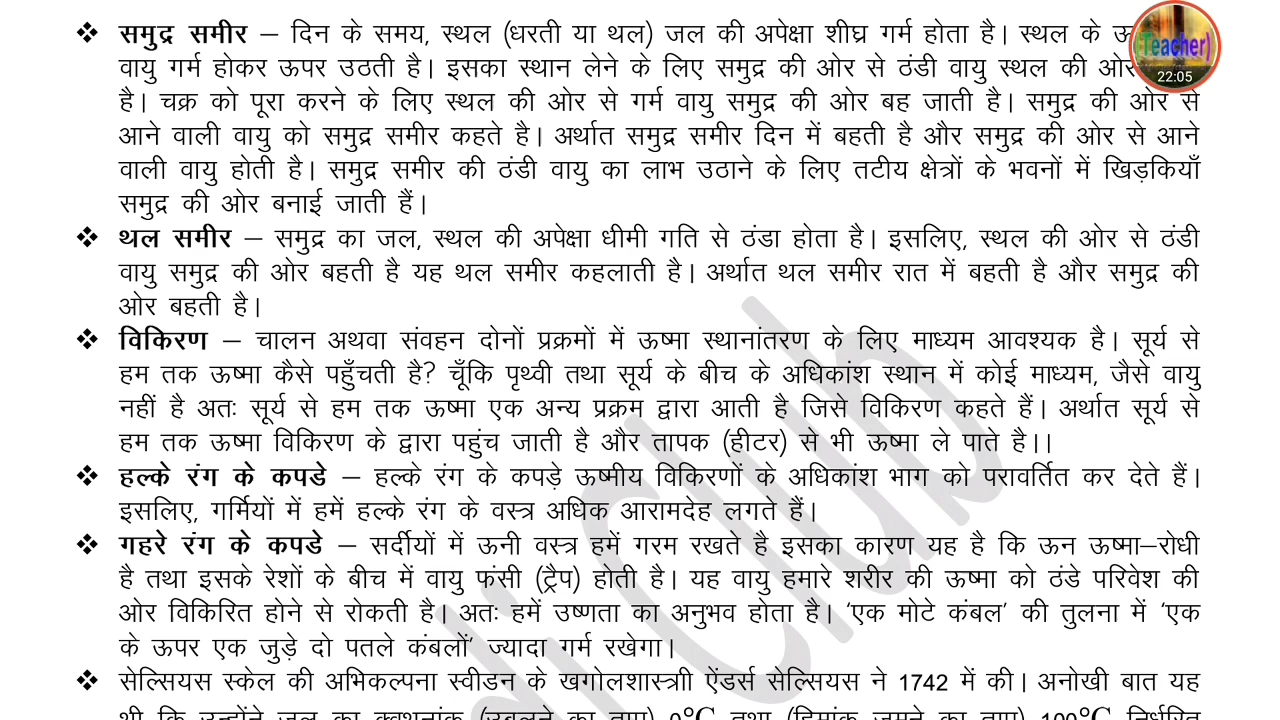 ❖ समुद्र समीर – दिन के समय, स्थल (धरती या थल) जल की अपेक्षा शीघ्र गर्म होता है। स्थल के
वायु गर्म होकर ऊपर उठती है। इसका स्थान लेने के लिए समुद्र की ओर से ठंडी वायु स्थल की ओर
है। चक्र को पूरा करने के लिए स्थल की ओर से गर्म वायु समुद्र की ओर बह जाती है। समुद्र की ओर से
आने वाली वायु को समुद्र समीर कहते है। अर्थात समुद्र समीर दिन में बहती है और समुद्र की ओर से आने
वाली वायु होती है। समुद्र समीर की ठंडी वायु का लाभ उठाने के लिए तटीय क्षेत्रों के भवनों में खिड़कियाँ
समुद्र की ओर बनाई जाती हैं।
❖ थल समीर – समुद्र का जल, स्थल की अपेक्षा धीमी गति से ठंडा होता है। इसलिए, स्थल की ओर से ठंडी
वायु समुद्र की ओर बहती है यह थल समीर कहलाती है। अर्थात थल समीर रात में बहती है और समुद्र की
ओर बहती है।
❖ विकिरण – चालन अथवा संवहन दोनों प्रक्रमों में ऊष्मा स्थानांतरण के लिए माध्यम आवश्यक है। सूर्य से
हम तक ऊष्मा कैसे पहुँचती है? चूँकि पृथ्वी तथा सूर्य के बीच के अधिकांश स्थान में कोई माध्यम, जैसे वायु
नहीं है अतः सूर्य से हम तक ऊष्मा एक अन्य प्रक्रम द्वारा आती है जिसे विकिरण कहते हैं। अर्थात सूर्य से
हम तक ऊष्मा विकिरण के द्वारा पहुंच जाती है और तापक (हीटर) से भी ऊष्मा ले पाते है।।
❖ हल्के रंग के कपडे – हल्के रंग के कपड़े ऊष्मीय विकिरणों के अधिकांश भाग को परावर्तित कर देते हैं।
इसलिए, गर्मियों में हमें हल्के रंग के वस्त्र अधिक आरामदेह लगते हैं।
❖ गहरे रंग के कपडे – सर्दीयों में ऊनी वस्त्र हमें गरम रखते है इसका कारण यह है कि ऊन ऊष्मा–रोधी
है तथा इसके रेशों के बीच में वायु फंसी (ट्रैप) होती है। यह वायु हमारे शरीर की ऊष्मा को ठंडे परिवेश की
ओर विकिरित होने से रोकती है। अतः हमें उष्णता का अनुभव होता है। ‘एक मोटे कंबल’ की तुलना में ‘एक
के ऊपर एक जुड़े दो पतले कंबलों’ ज्यादा गर्म रखेगा।
❖ सेल्सियस स्केल की अभिकल्पना स्वीडन के खगोलशास्त्राी ऐंडर्स सेल्सियस ने 1742 में की। अनोखी बात यह
थी कि उन्होंने जल का क्वथनांक (उबलने का ताप) 0°C तथा (हिमांक जमने का ताप) 100°C निर्धारित
Teacher
22:05
Club